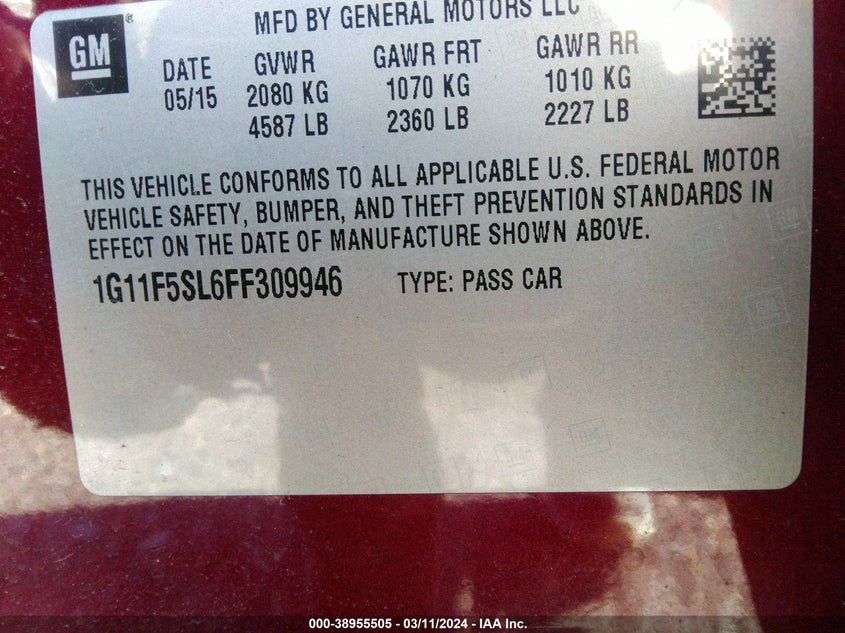 MFD BY GENERAL MOTORS LLC
GM®
DATE GVWR GAWR FRT GAWR RR
05/15 2080 KG 1070 KG 1010 KG
4587 LB 2360 LB 2227 LB
THIS VEHICLE CONFORMS TO ALL APPLICABLE U.S. FEDERAL MOTOR
VEHICLE SAFETY, BUMPER, AND THEFT PREVENTION STANDARDS IN
EFFECT ON THE DATE OF MANUFACTURE SHOWN ABOVE.
1G11F5SL6FF309946 TYPE: PASS CAR
000-38955505 - 03/11/2024 - IAA Inc.